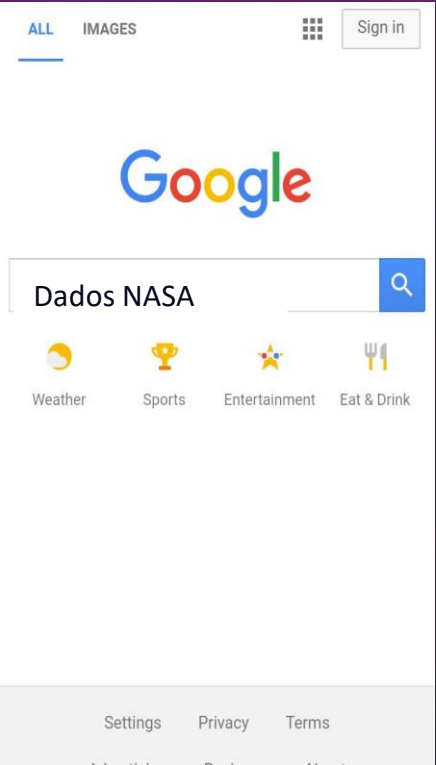 ALL IMAGES Sign in
Google
Dados NASA
Weather Sports Entertainment Eat & Drink
Settings Privacy Terms